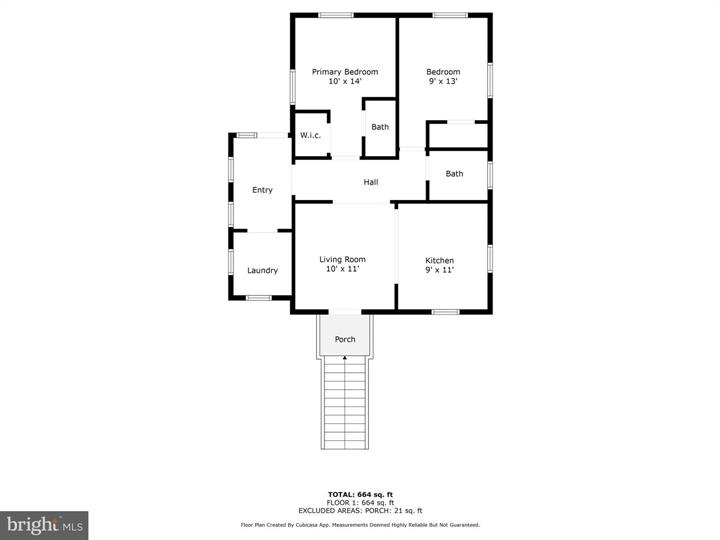 Primary Bedroom
10' x 14'
Bedroom
9' x 13'
W.i.c.
Bath
Bath
Hall
Entry
Living Room
10' x 11'
Kitchen
9' x 11'
Laundry
Porch
TOTAL: 664 sq. ft
FLOOR 1: 664 sq. ft
EXCLUDED AREAS: PORCH: 21 sq. ft
Floor Plan Created By Cubicasa App. Measurements Deemed Highly Reliable But Not Guaranteed.
bright MLS